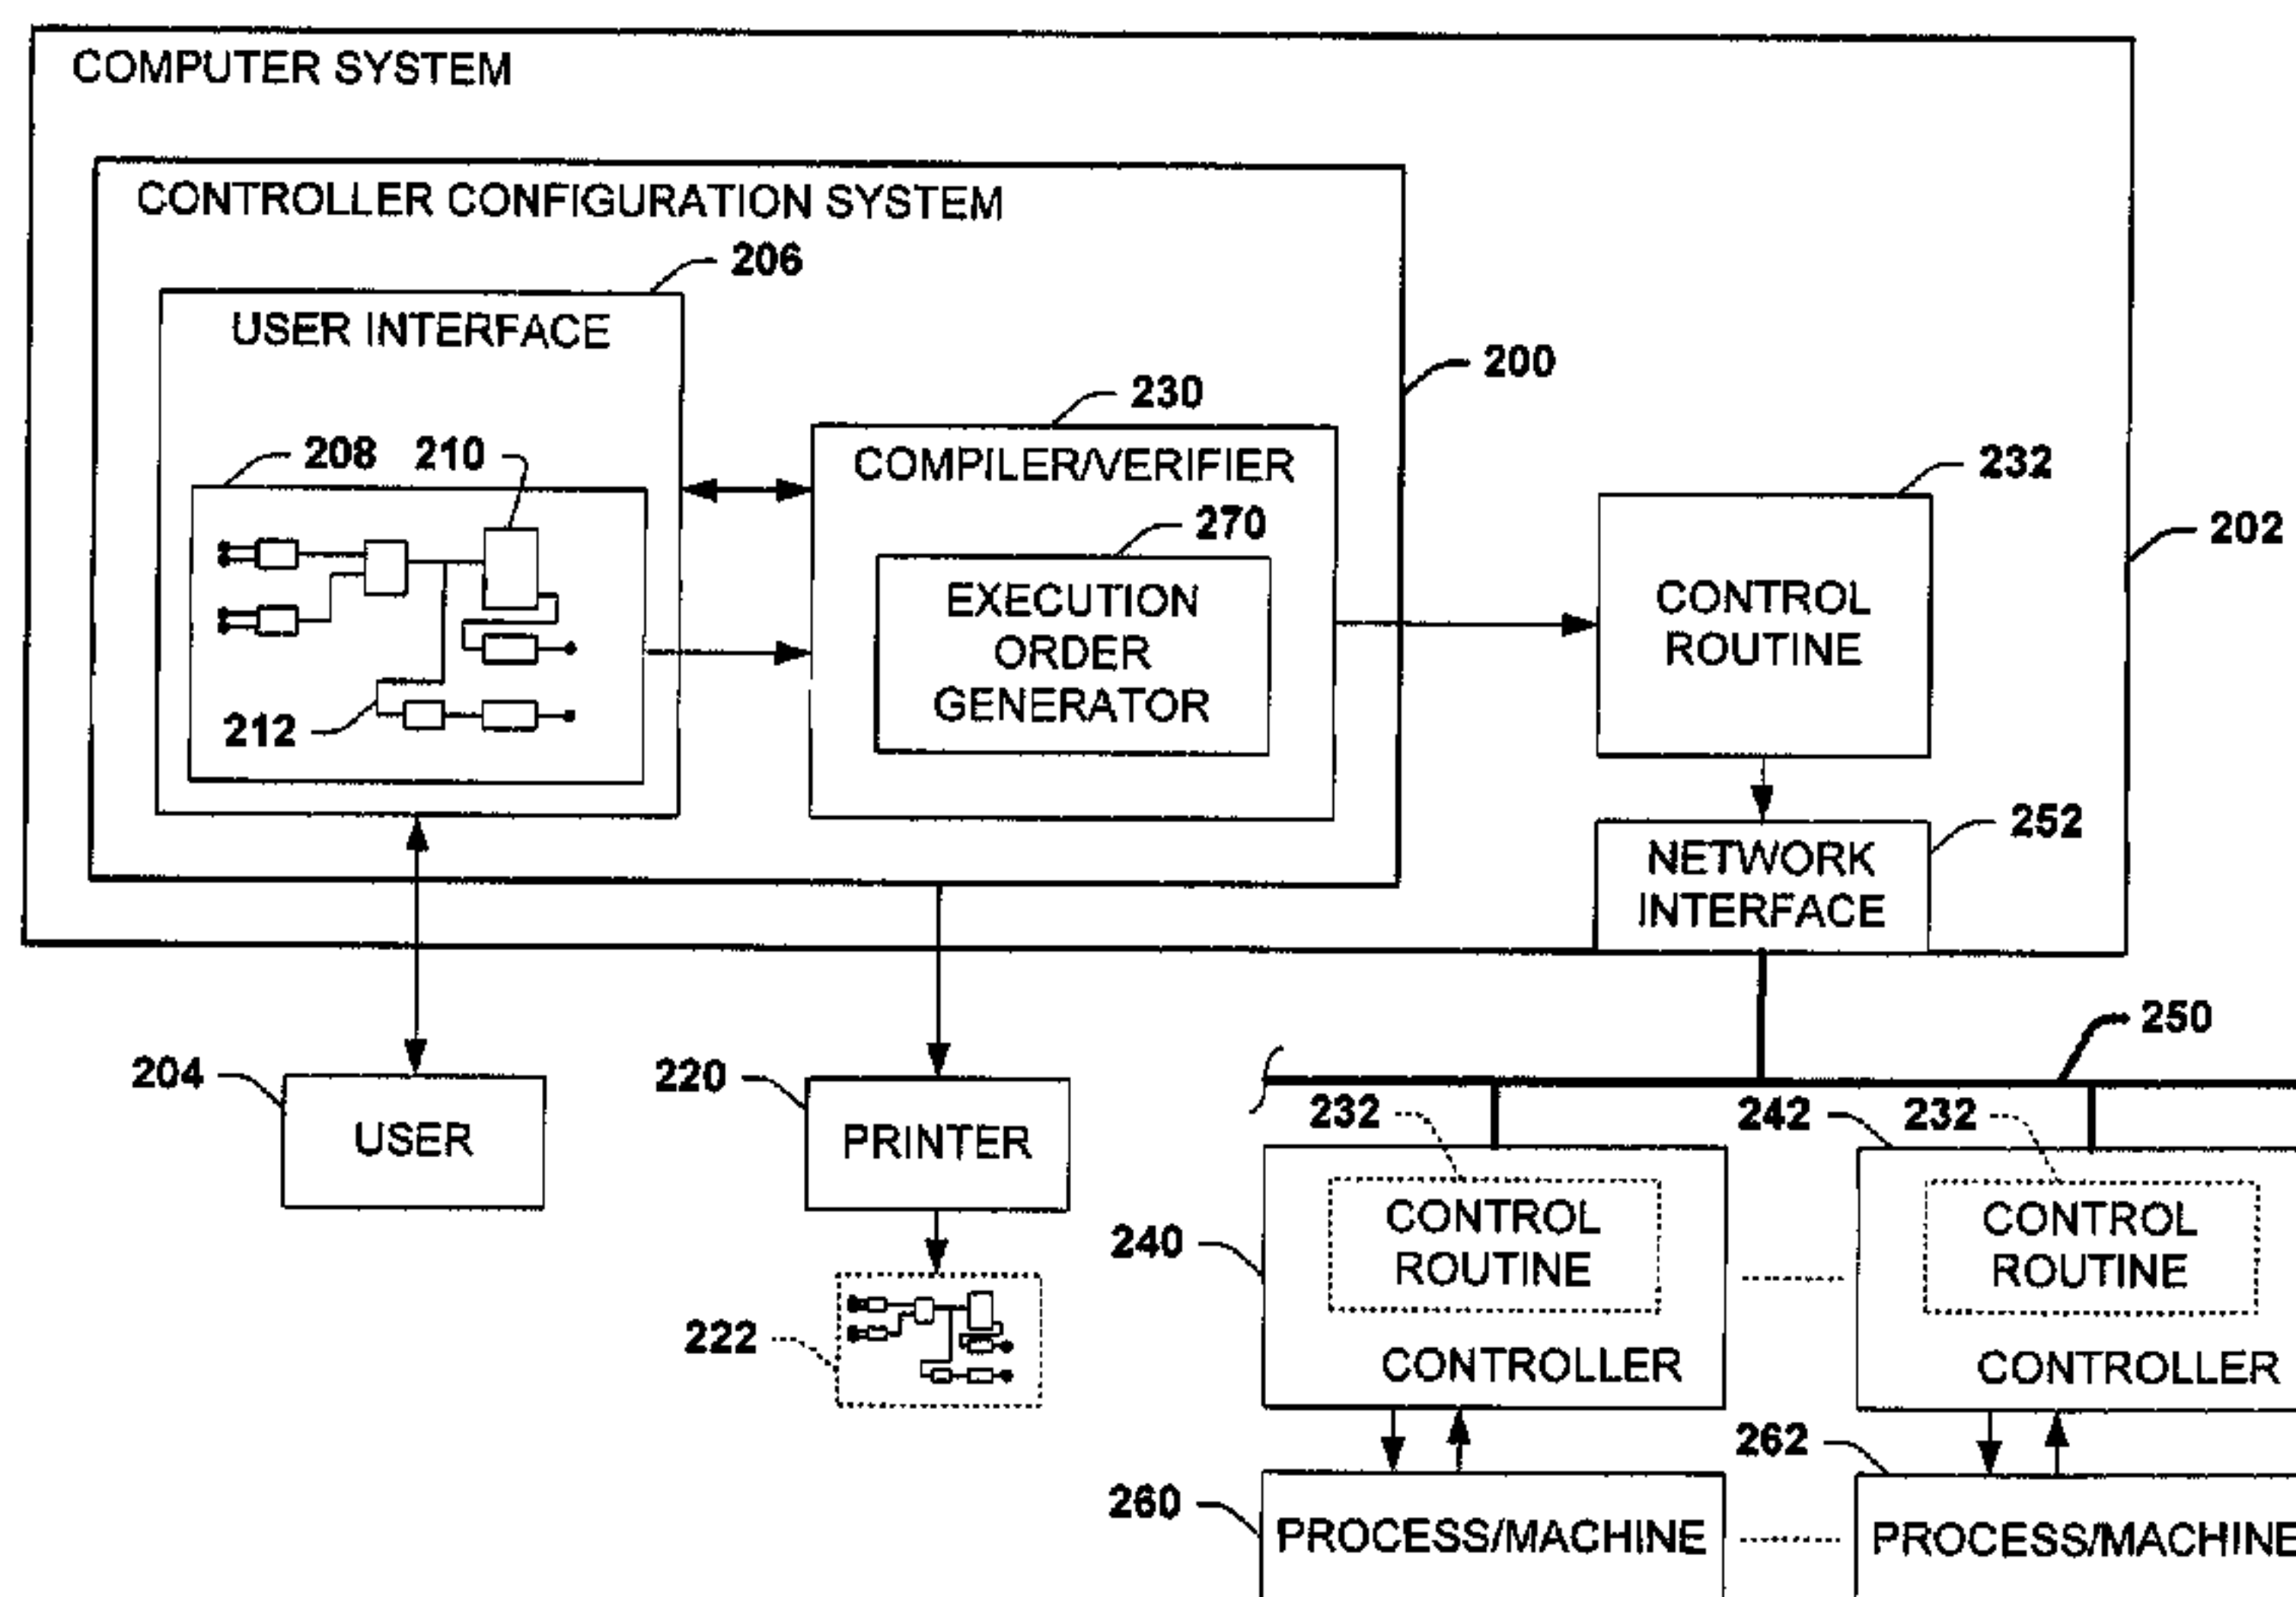 COMPUTER SYSTEM
CONTROLLER CONFIGURATION SYSTEM
206
USER INTERFACE
200
230
208 210
COMPILER/VERIFIER
232
270
202
EXECUTION
ORDER
GENERATOR
CONTROL
ROUTINE
212
252
NETWORK
INTERFACE
250
204
220
232
242
232
USER
PRINTER
CONTROL
ROUTINE
CONTROL
ROUTINE
240
222
CONTROLLER
CONTROLLER
262
260
PROCESS/MACHINE
PROCESS/MACHINE